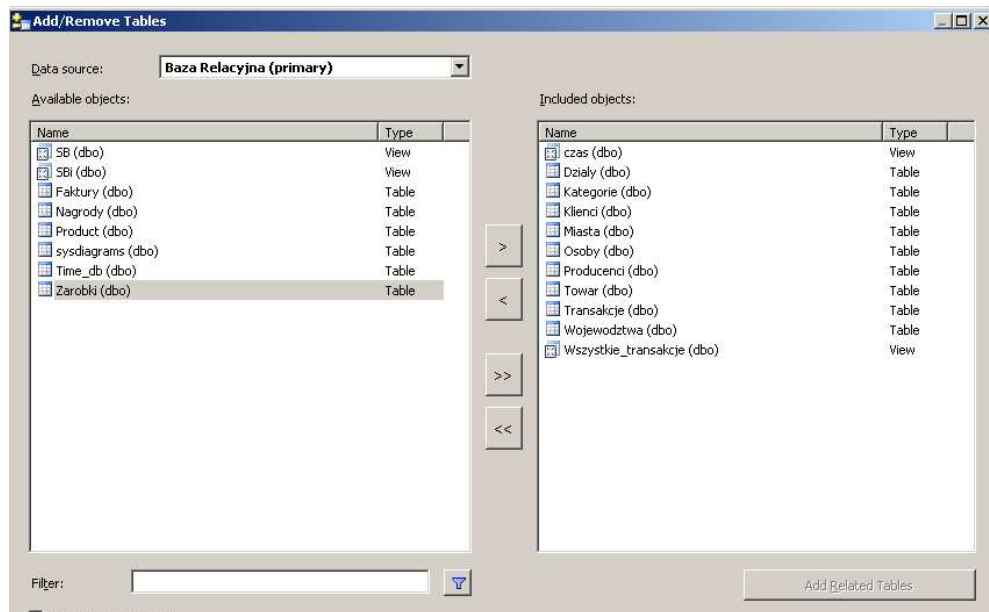 Add/Remove Tables
Data source: Baza Relacyjna (primary)
Available objects:
Name Type
SB (dbo) View
SBi (dbo) View
Faktury (dbo) Table
Nagrody (dbo) Table
Product (dbo) Table
sysdiagrams (dbo) Table
Time_db (dbo) Table
Zarobki (dbo) Table
>
<
>>
<<
Included objects:
Name Type
czas (dbo) View
Dzialy (dbo) Table
Kategorie (dbo) Table
Klienci (dbo) Table
Miasta (dbo) Table
Osoby (dbo) Table
Producenci (dbo) Table
Towar (dbo) Table
Transakcje (dbo) Table
Wojewodztwa (dbo) Table
Wszystkie_transakcje (dbo) View
Filter:
Add Related Tables